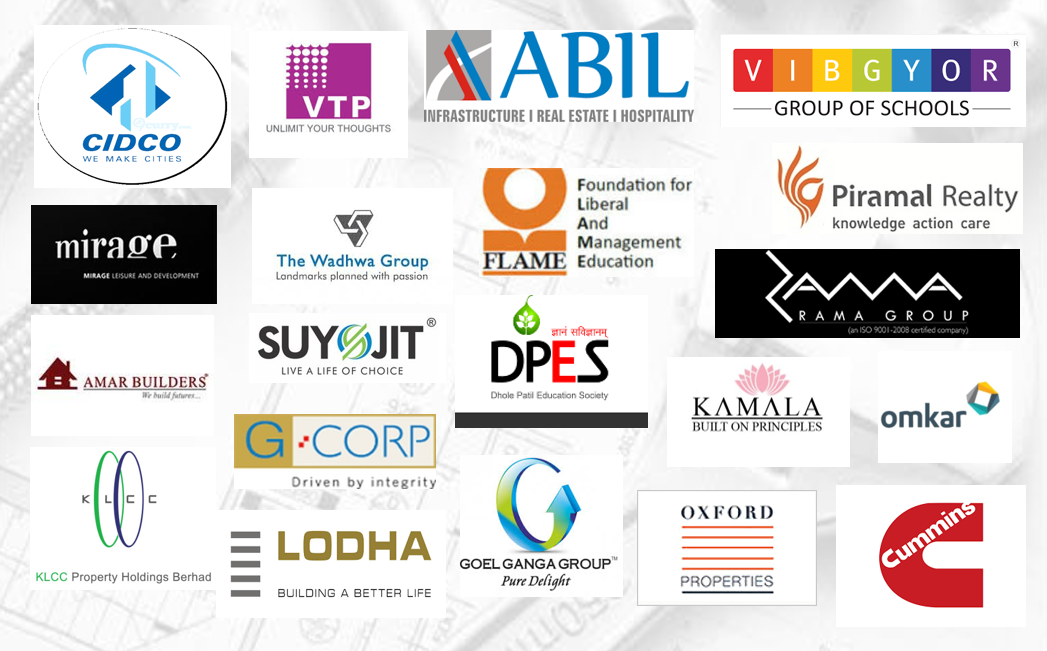 CIDCO
WE MAKE CITIES
VTP
UNLIMIT YOUR THOUGHTS
ABIL
INFRASTRUCTURE I REAL ESTATE I HOSPITALITY
VIBGYOR
®
GROUP OF SCHOOLS
mirage
MIRAGE LEISURE AND DEVELOPMENT
The Wadhwa Group
Landmarks planned with passion
Foundation for
Liberal
And
Management
Education
FLAME
Piramal Realty
knowledge action care
RAMA
RAMA GROUP
(an ISO 9001-2008 certified company)
AMAR BUILDERS®
We build futures...
SUYOJIT®
LIVE A LIFE OF CHOICE
ज्ञानं सविज्ञानम्
DPES
Dhole Patil Education Society
KAMALA
BUILT ON PRINCIPLES
omkar
G:CORP
Driven by integrity
KLCC
KLCC Property Holdings Berhad
LODHA
BUILDING A BETTER LIFE
GOEL GANGA GROUP™
Pure Delight
OXFORD
PROPERTIES
Cummins